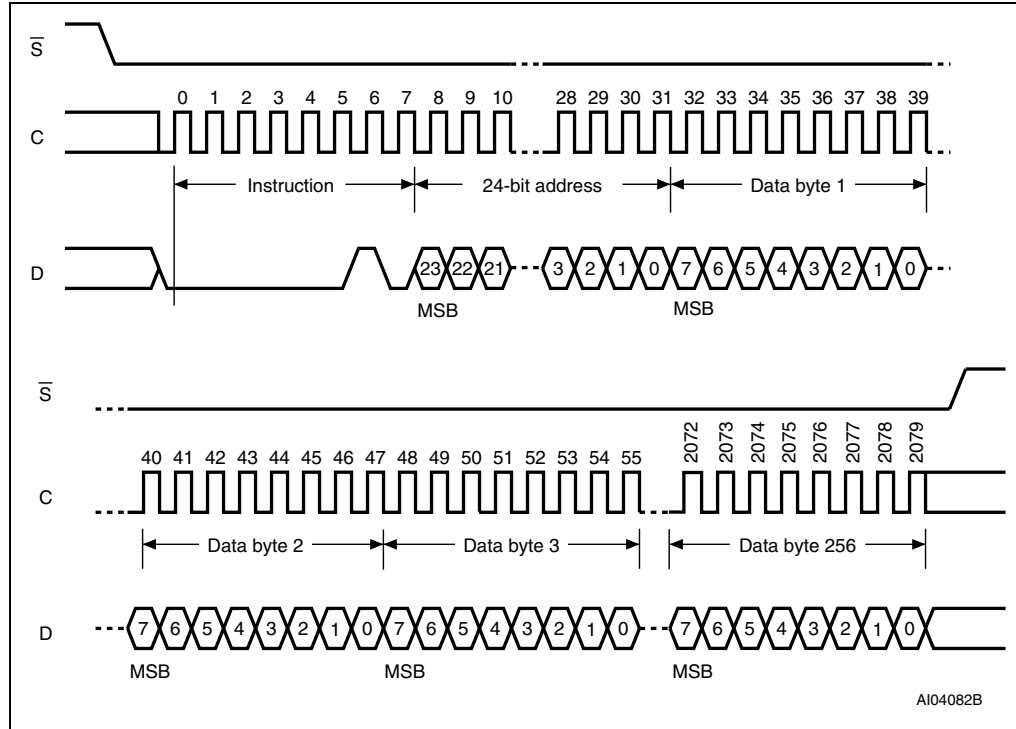 S
0 1 2 3 4 5 6 7 8 9 10 28 29 30 31 32 33 34 35 36 37 38 39
C
Instruction 24-bit address Data byte 1
D 23 22 21 3 2 1 0 7 6 5 4 3 2 1 0
MSB MSB
S
40 41 42 43 44 45 46 47 48 49 50 51 52 53 54 55 2072 2073 2074 2075 2076 2077 2078 2079
C
Data byte 2 Data byte 3 Data byte 256
D 7 6 5 4 3 2 1 0 7 6 5 4 3 2 1 0 7 6 5 4 3 2 1 0
MSB MSB MSB
AI04082B